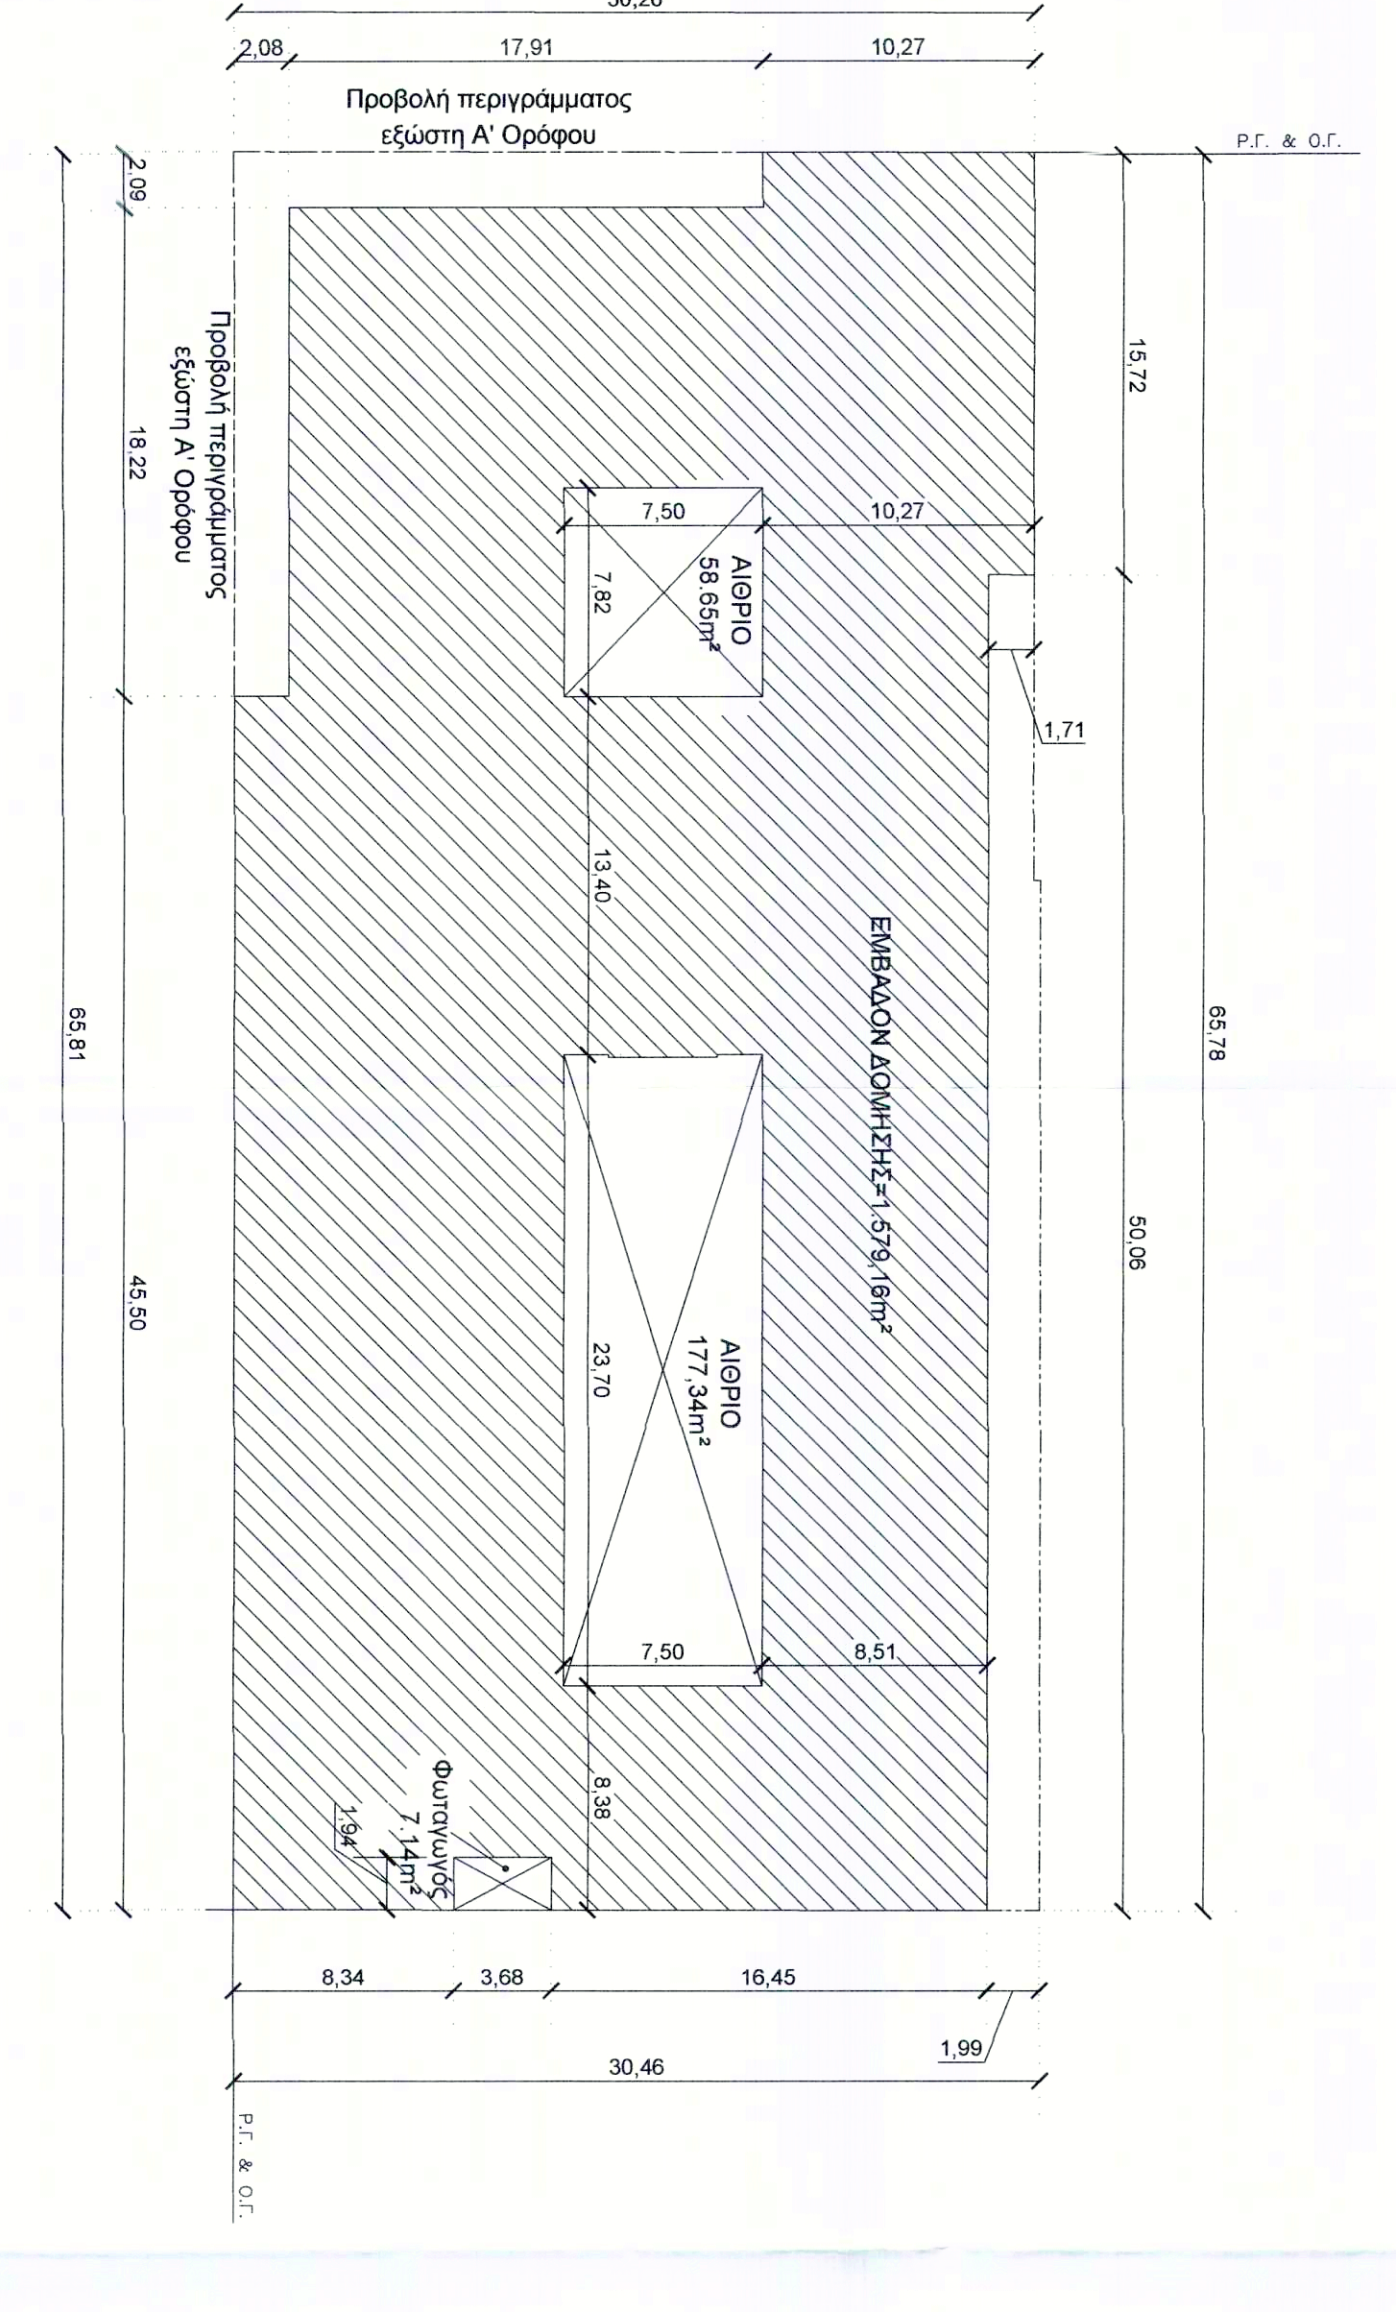 2,08
17,91
10,27
Προβολή περιγράμματος
εξώστη Α' Ορόφου
Ρ.Γ. & Ο.Γ.
2,09
15,72
Προβολή περιγράμματος
εξώστη Α' Ορόφου
18,22
7,50
10,27
7,82
ΑΙΘΡΙΟ
58.65m²
1,71
13,40
ΕΜΒΑΔΟΝ ΔΟΜΗΣΗΣ=1.579,16m²
65,81
65,78
50,06
45,50
23,70
ΑΙΘΡΙΟ
177,34m²
7,50
8,51
8,38
Φωταγωγός
7.14m²
1,94
8,34
3,68
16,45
1,99
30,46
Ρ.Γ. & Ο.Γ.